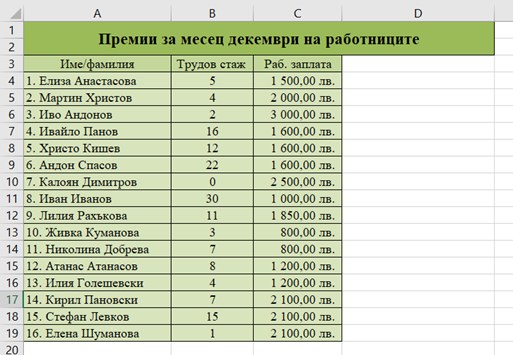 A B C D
1
2 Премии за месец декември на работниците
3 Име/фамилия Трудов стаж Раб. заплата
4 1. Елиза Анастасова 5 1 500,00 лв.
5 2. Мартин Христов 4 2 000,00 лв.
6 3. Иво Андонов 2 3 000,00 лв.
7 4. Ивайло Панов 16 1 600,00 лв.
8 5. Христо Кишев 12 1 600,00 лв.
9 6. Андон Спасов 22 1 600,00 лв.
10 7. Калоян Димитров 0 2 500,00 лв.
11 8. Иван Иванов 30 1 000,00 лв.
12 9. Лилия Рахъкова 11 1 850,00 лв.
13 10. Живка Куманова 3 800,00 лв.
14 11. Николина Добрева 7 800,00 лв.
15 12. Атанас Атанасов 8 1 200,00 лв.
16 13. Илия Голешевски 4 1 200,00 лв.
17 14. Кирил Пановски 7 2 100,00 лв.
18 15. Стефан Левков 15 2 100,00 лв.
19 16. Елена Шуманова 1 2 100,00 лв.
20